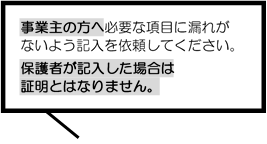 事業主の方へ必要な項目に漏れが
ないよう記入を依頼してください。
保護者が記入した場合は
証明とはなりません。